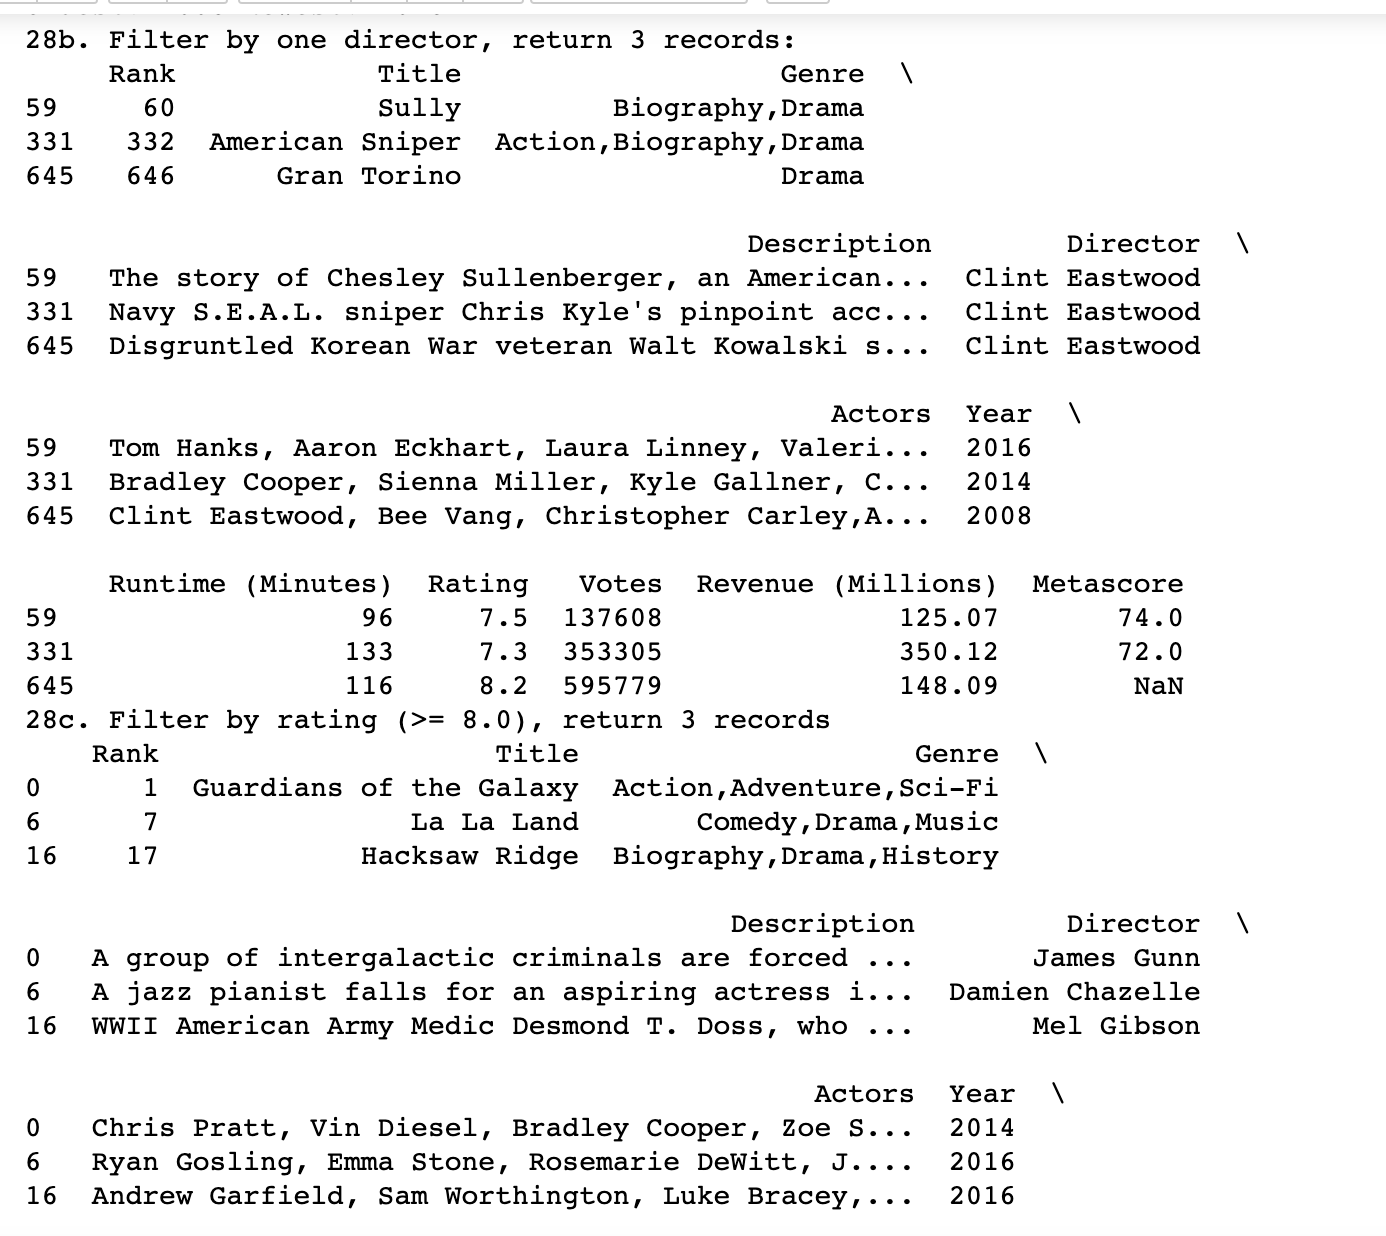 28b. Filter by one director, return 3 records:
     Rank            Title                   Genre  \
59     60            Sully         Biography,Drama
331   332  American Sniper  Action,Biography,Drama
645   646      Gran Torino                   Drama

                                           Description        Director  \
59   The story of Chesley Sullenberger, an American...  Clint Eastwood
331  Navy S.E.A.L. sniper Chris Kyle's pinpoint acc...  Clint Eastwood
645  Disgruntled Korean War veteran Walt Kowalski s...  Clint Eastwood

                                                Actors  Year  \
59   Tom Hanks, Aaron Eckhart, Laura Linney, Valeri...  2016
331  Bradley Cooper, Sienna Miller, Kyle Gallner, C...  2014
645  Clint Eastwood, Bee Vang, Christopher Carley,A...  2008

     Runtime (Minutes)  Rating   Votes  Revenue (Millions)  Metascore
59                  96     7.5  137608              125.07       74.0
331                133     7.3  353305              350.12       72.0
645                116     8.2  595779              148.09        NaN
28c. Filter by rating (>= 8.0), return 3 records
    Rank                    Title                    Genre  \
0      1  Guardians of the Galaxy  Action,Adventure,Sci-Fi
6      7               La La Land       Comedy,Drama,Music
16    17            Hacksaw Ridge  Biography,Drama,History

                                          Description         Director  \
0   A group of intergalactic criminals are forced ...       James Gunn
6   A jazz pianist falls for an aspiring actress i...  Damien Chazelle
16  WWII American Army Medic Desmond T. Doss, who ...       Mel Gibson

                                               Actors  Year  \
0   Chris Pratt, Vin Diesel, Bradley Cooper, Zoe S...  2014
6   Ryan Gosling, Emma Stone, Rosemarie DeWitt, J....  2016
16  Andrew Garfield, Sam Worthington, Luke Bracey,...  2016